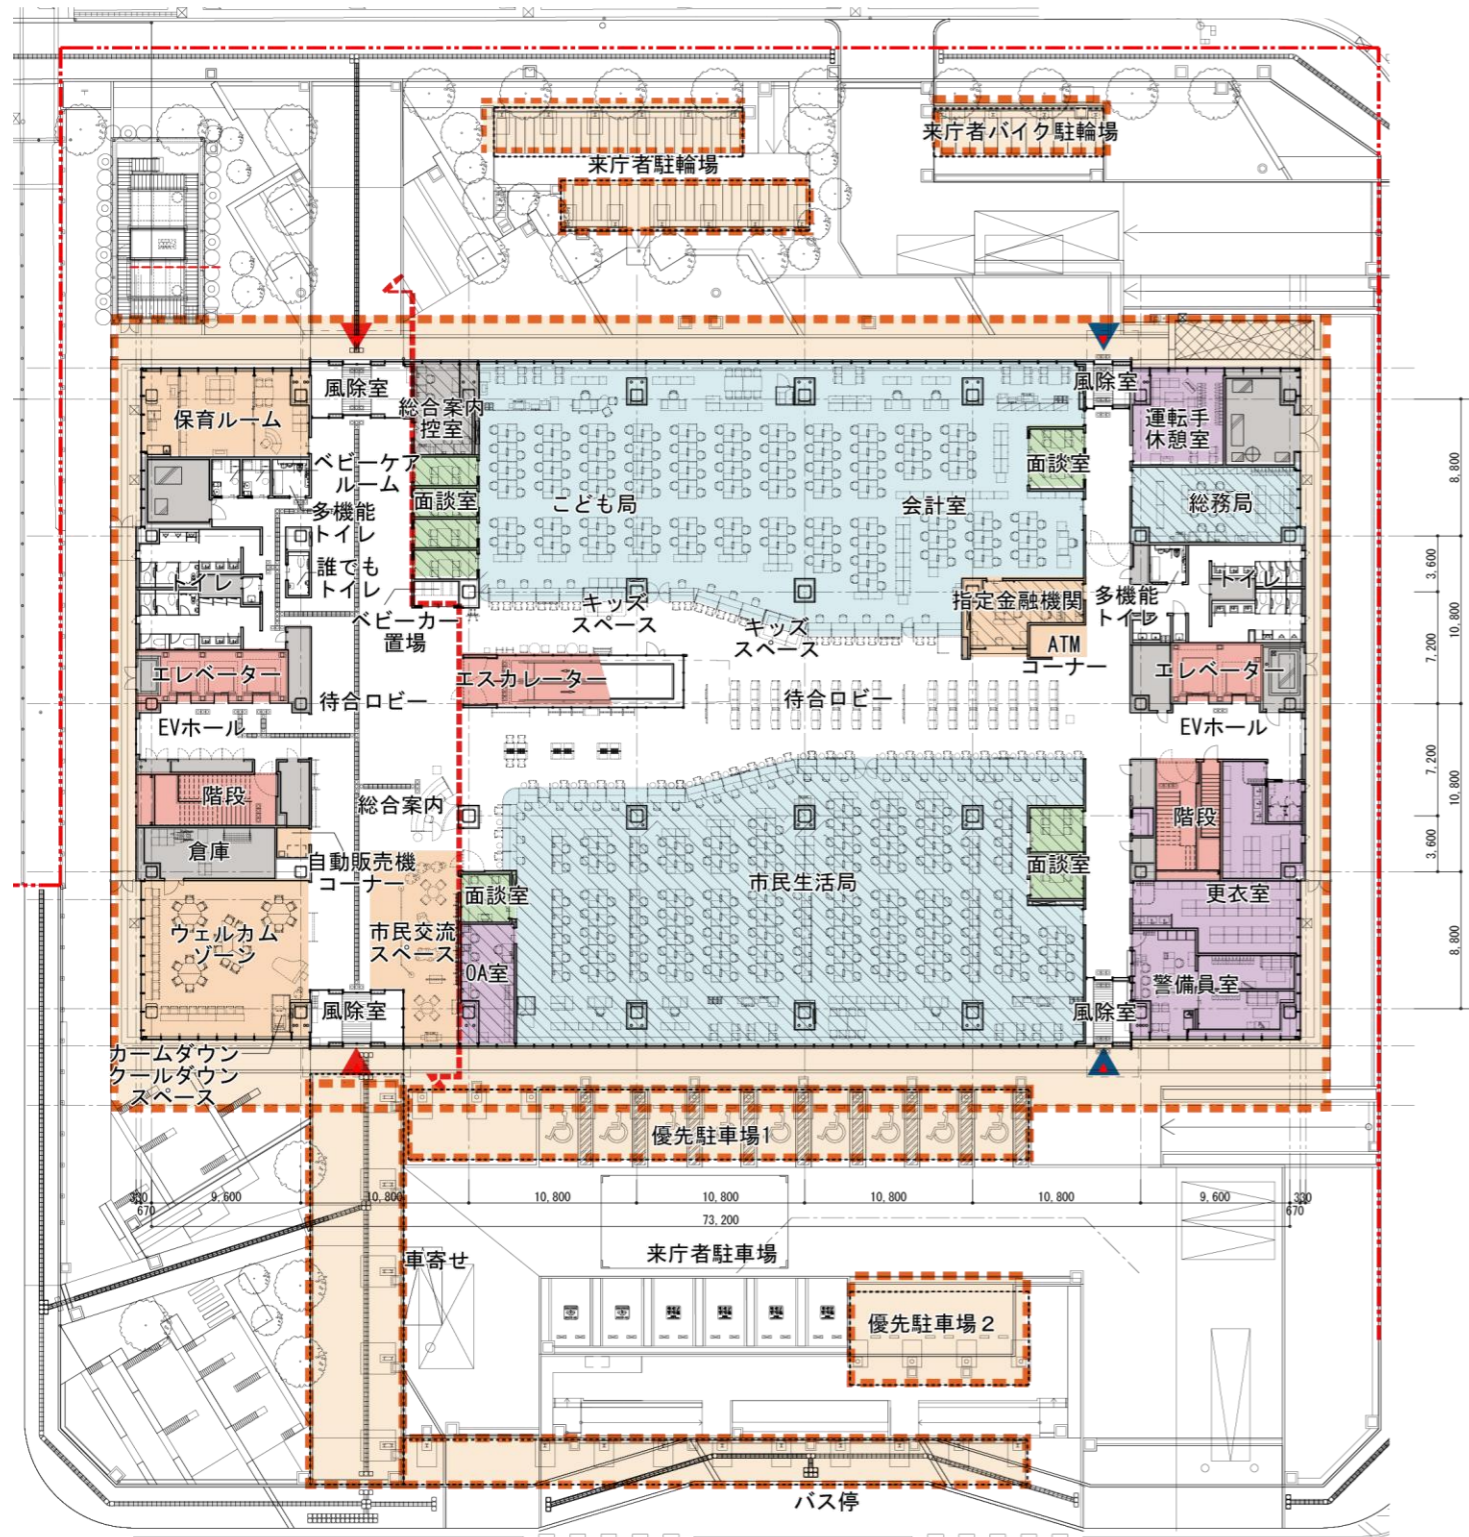 来庁者バイク駐輪場
来庁者駐輪場
風除室
風除室
保育ルーム
総合案内
控室
運転手
休憩室
ベビーケア
ルーム
面談室
面談室
こども局
会計室
総務局
多機能
トイレ
誰でも
トイレ
トイレ
トイレ
キッズ
スペース
指定金融機関
多機能
トイレ
ベビーカー
置場
キッズ
スペース
ATM
コーナー
エレベーター
エスカレーター
エレベーター
待合ロビー
待合ロビー
EVホール
EVホール
階段
総合案内
階段
倉庫
自動販売機
コーナー
面談室
面談室
市民生活局
更衣室
ウェルカム
ゾーン
市民交流
スペース
OA室
警備員室
風除室
風除室
カームダウン
クールダウン
スペース
優先駐車場1
8,800
3,600
10,800
7,200
7,200
10,800
3,600
8,800
330
9,600
10,800
10,800
10,800
10,800
10,800
9,600
330
670
73,200
670
車寄せ
来庁者駐車場
優先駐車場2
バス停